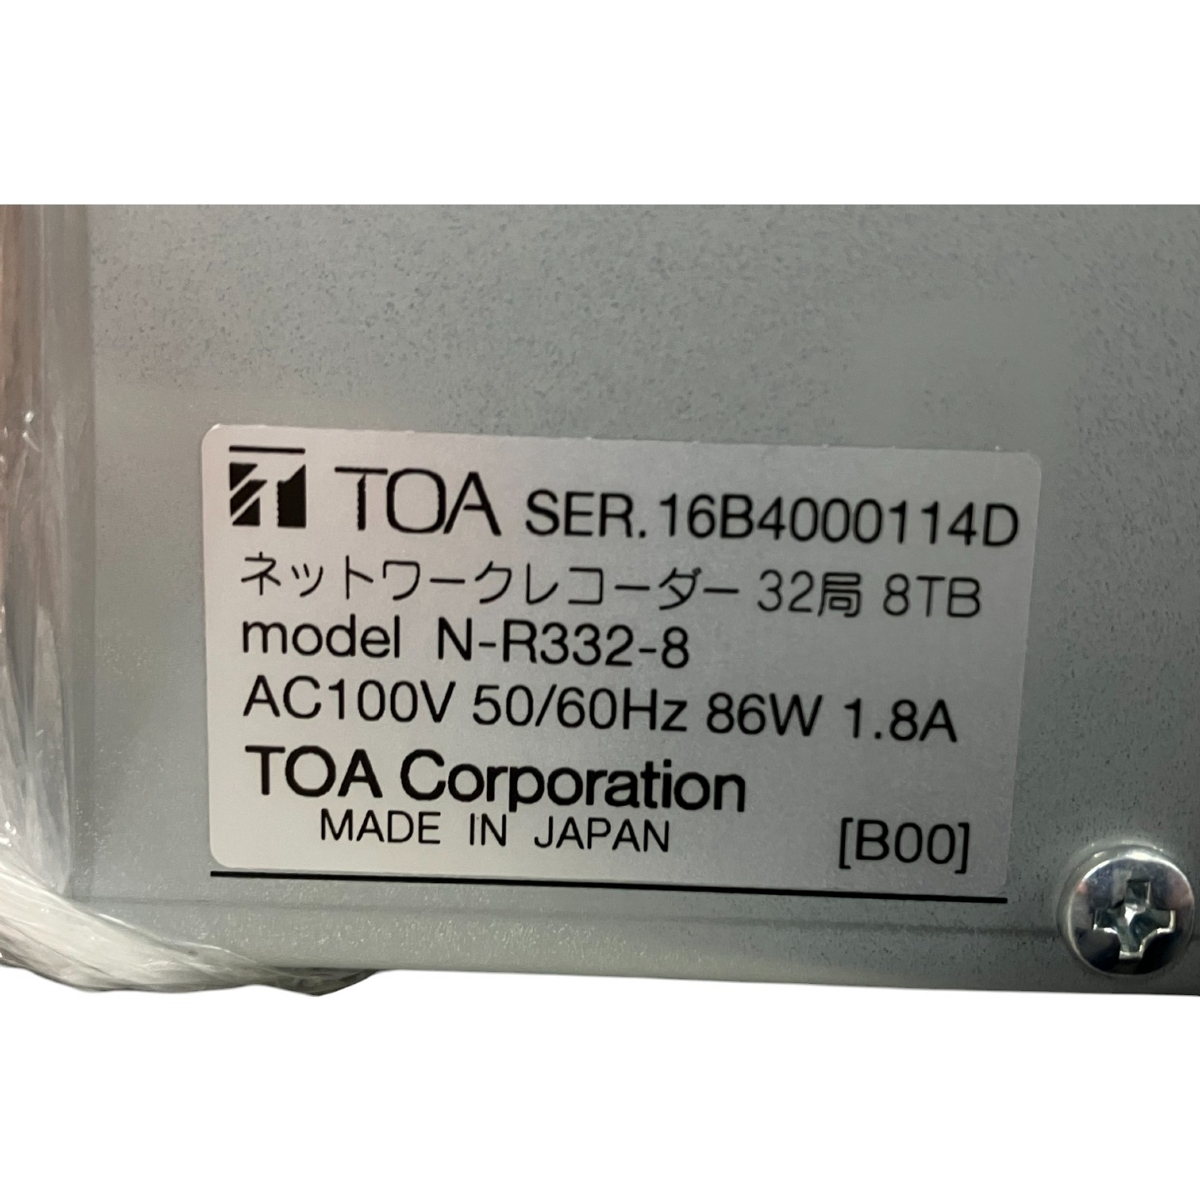 TOA SER.16B4000114D
ネットワークレコーダー 32局 8TB
model N-R332-8
AC100V 50/60Hz 86W 1.8A
TOA Corporation
MADE IN JAPAN [B00]